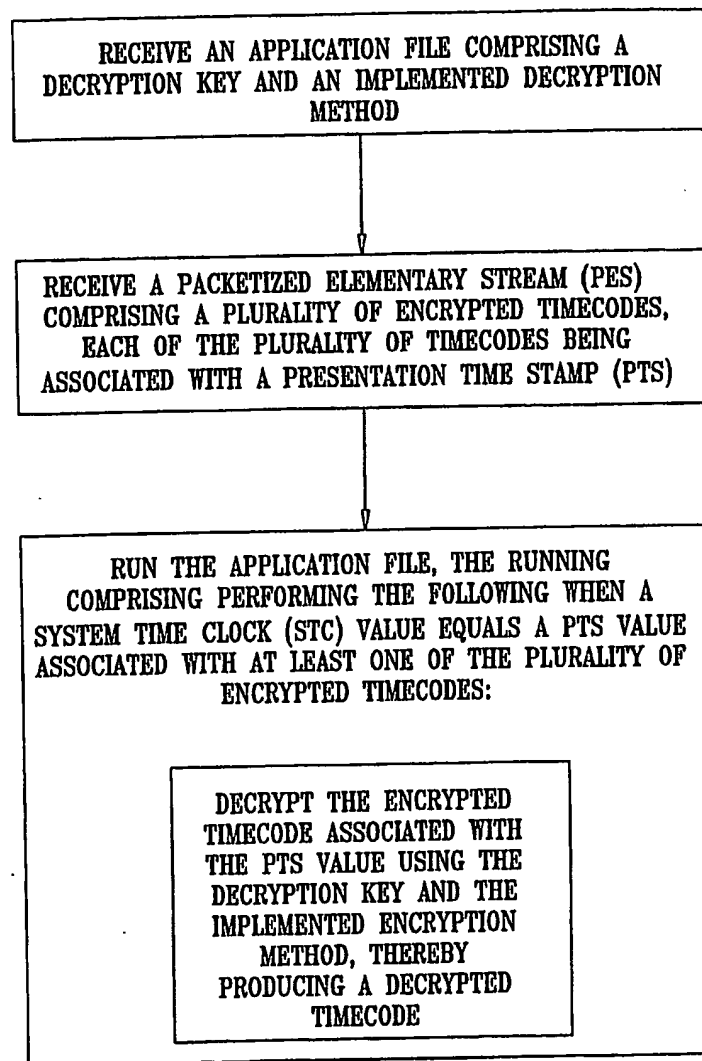 RECEIVE AN APPLICATION FILE COMPRISING A
DECRYPTION KEY AND AN IMPLEMENTED DECRYPTION
METHOD
RECEIVE A PACKETIZED ELEMENTARY STREAM (PES)
COMPRISING A PLURALITY OF ENCRYPTED TIMECODES,
EACH OF THE PLURALITY OF TIMECODES BEING
ASSOCIATED WITH A PRESENTATION TIME STAMP (PTS)
RUN THE APPLICATION FILE, THE RUNNING
COMPRISING PERFORMING THE FOLLOWING WHEN A
SYSTEM TIME CLOCK (STC) VALUE EQUALS A PTS VALUE
ASSOCIATED WITH AT LEAST ONE OF THE PLURALITY OF
ENCRYPTED TIMECODES:
DECRYPT THE ENCRYPTED
TIMECODE ASSOCIATED WITH
THE PTS VALUE USING THE
DECRYPTION KEY AND THE
IMPLEMENTED ENCRYPTION
METHOD, THEREBY
PRODUCING A DECRYPTED
TIMECODE